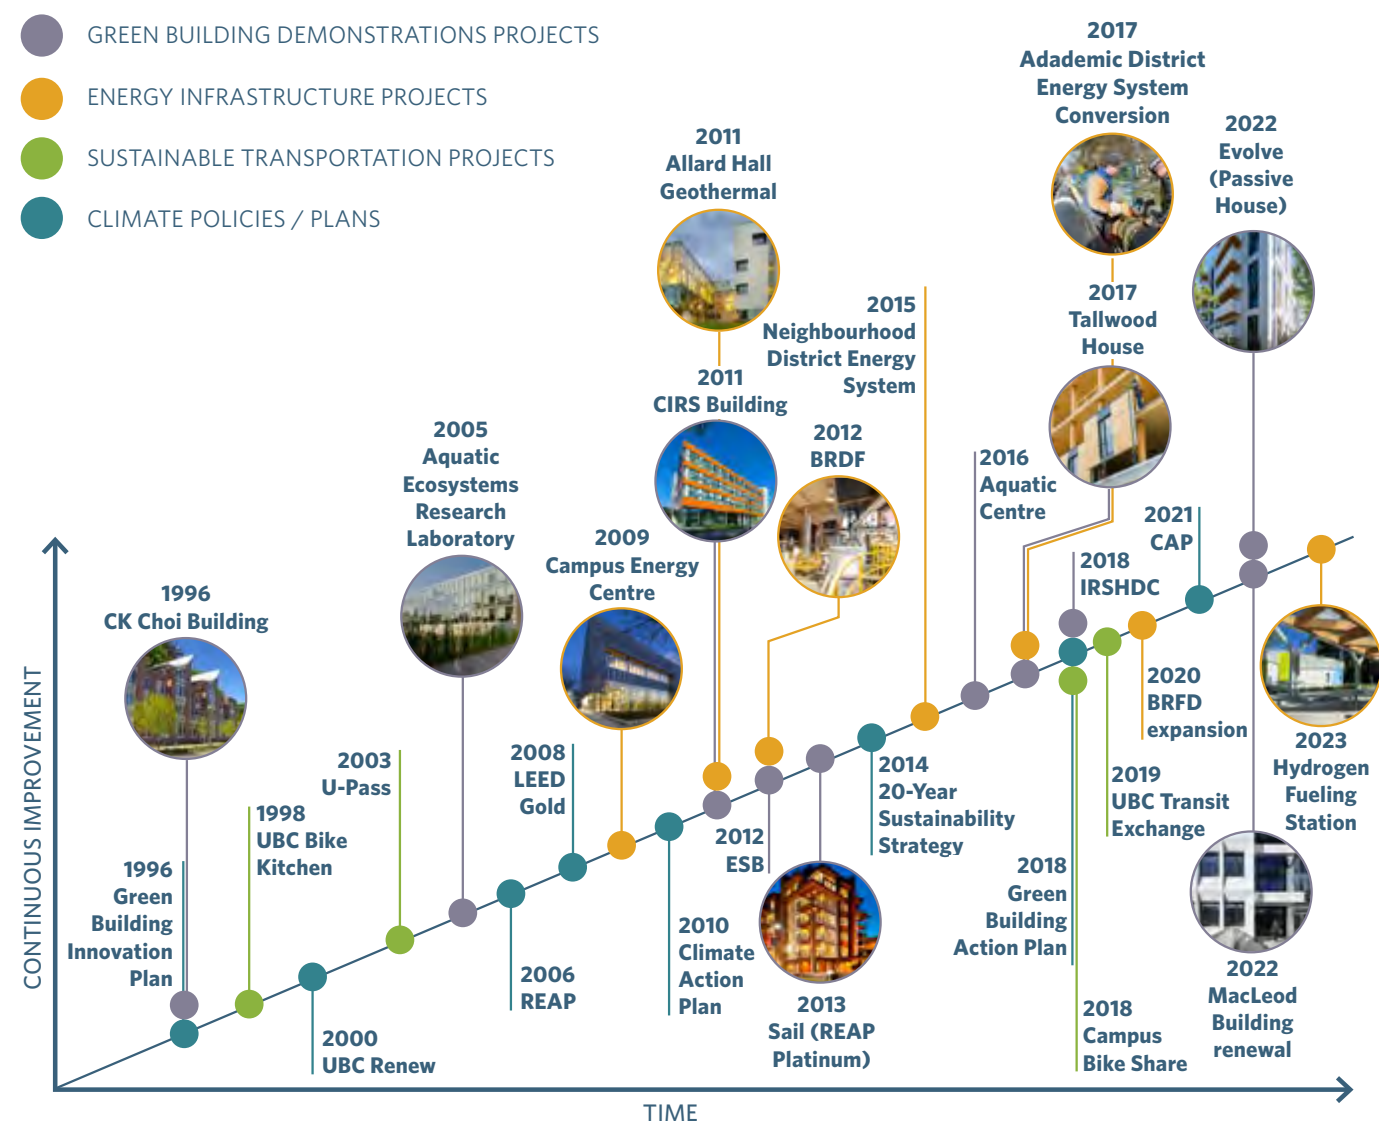 GREEN BUILDING DEMONSTRATIONS PROJECTS
ENERGY INFRASTRUCTURE PROJECTS
SUSTAINABLE TRANSPORTATION PROJECTS
CLIMATE POLICIES / PLANS
CONTINUOUS IMPROVEMENT
1996
CK Choi Building
1996
Green
Building
Innovation
Plan
1998
UBC Bike
Kitchen
2000
UBC Renew
2003
U-Pass
2005
Aquatic
Ecosystems
Research
Laboratory
2006
REAP
2008
LEED
Gold
2009
Campus Energy
Centre
2010
Climate
Action
Plan
2011
Allard Hall
Geothermal
2011
CIRS Building
2012
BRDF
2012
ESB
2013
Sail (REAP
Platinum)
2014
20-Year
Sustainability
Strategy
2015
Neighbourhood
District Energy
System
2016
Aquatic
Centre
2017
Adademic District
Energy System
Conversion
2017
Tallwood
House
2018
IRSHDC
2018
Green
Building
Action Plan
2018
Campus
Bike Share
2019
UBC Transit
Exchange
2020
BRFD
expansion
2021
CAP
2022
Evolve
(Passive
House)
2022
MacLeod
Building
renewal
2023
Hydrogen
Fueling
Station
TIME